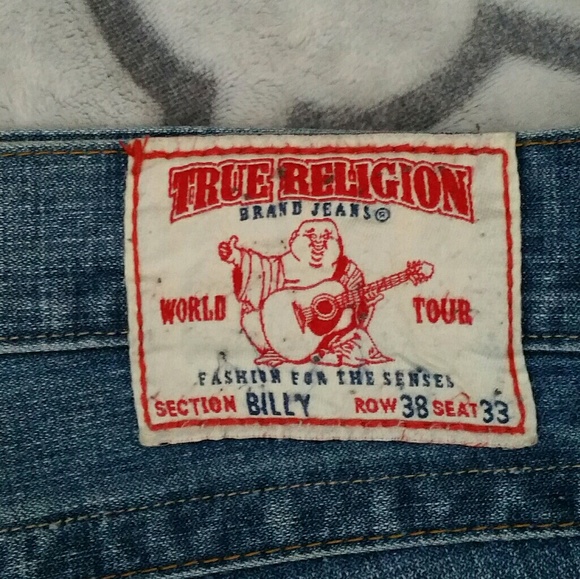 TRUE RELIGION
BRAND JEANS®
WORLD TOUR
FASHION FOR THE SENSES
SECTION BILLY ROW 38 SEAT 33